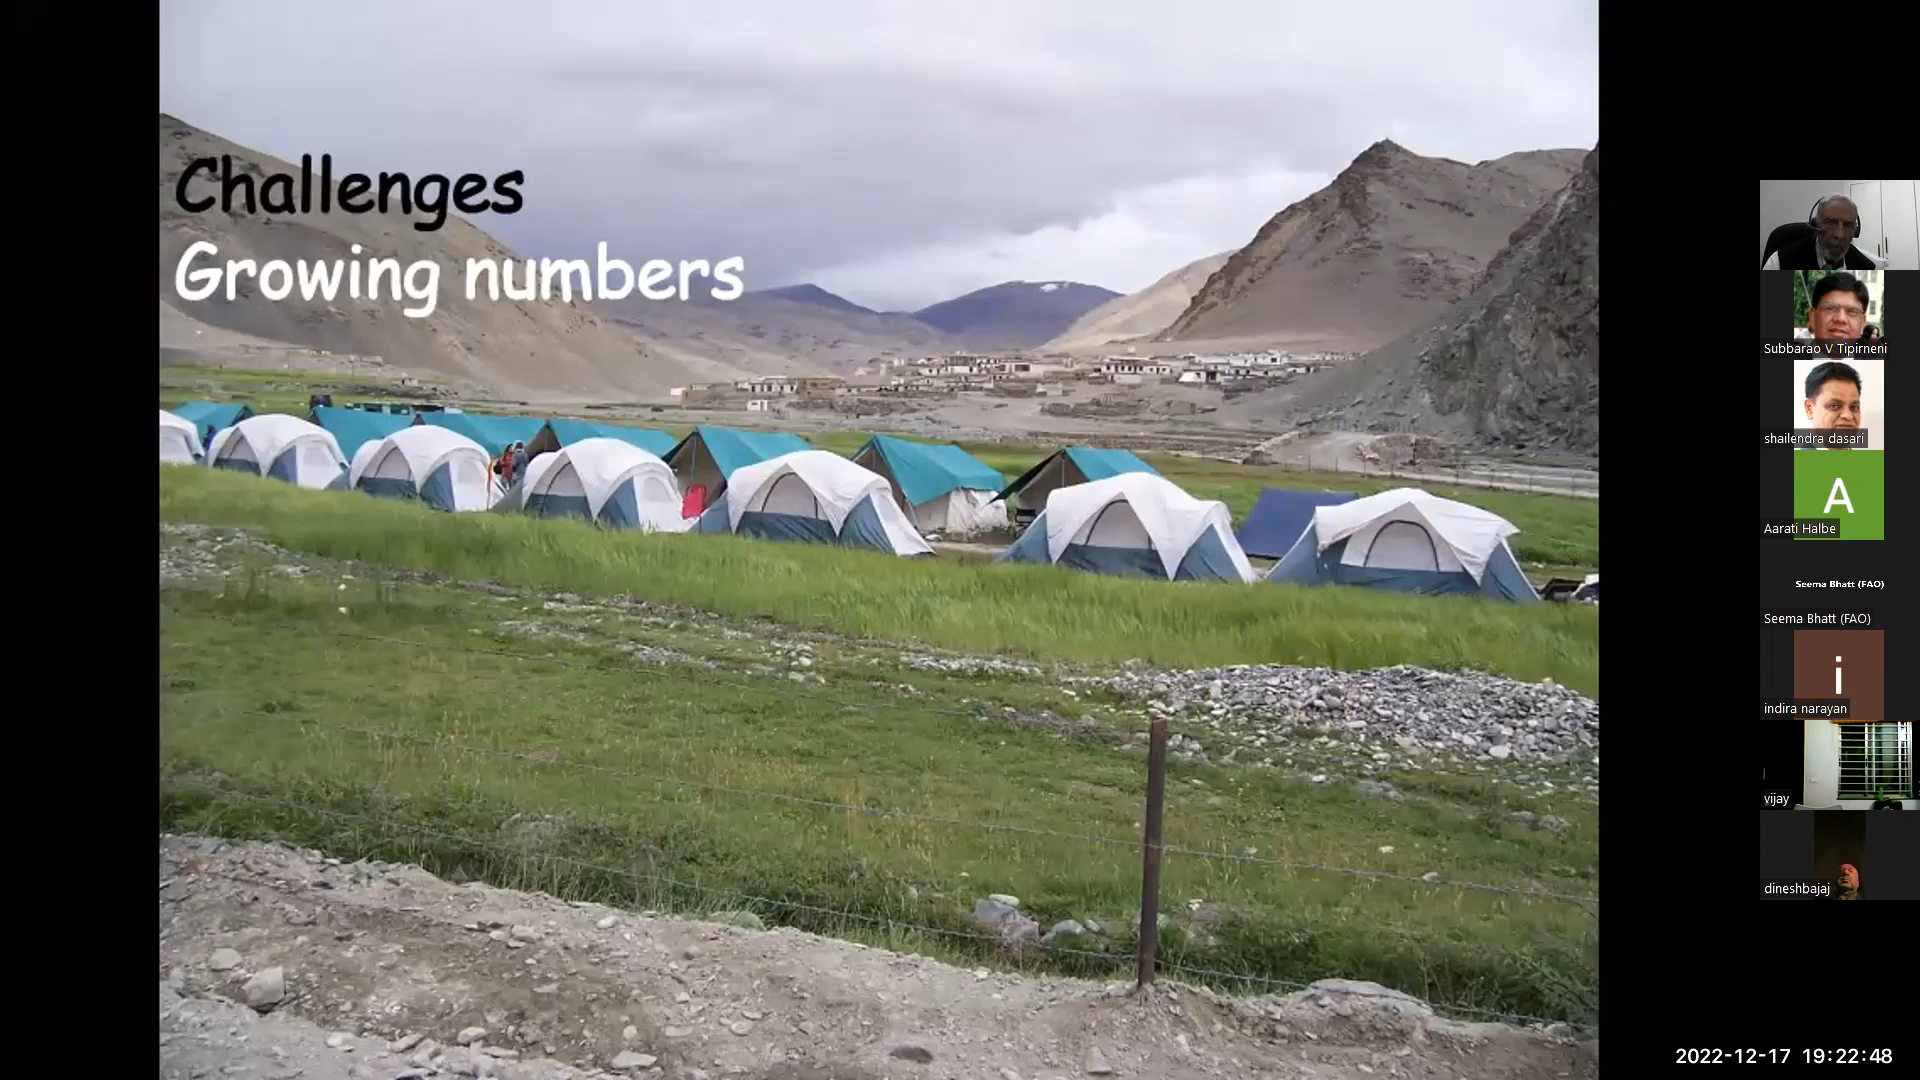 Challenges
Growing numbers
Subbarao V Tipirneni
shailendra dasari
A
Aarati Halbe
Seema Bhatt (FAO)
Seema Bhatt (FAO)
i
indira narayan
vijay
dineshbajaj
2022-12-17 19:22:48